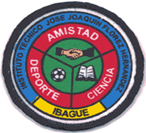 INSTITUTO TECNICO JOSE JOAQUIN FLOREZ HERNANDEZ
AMISTAD
DEPORTE
CIENCIA
IBAGUE